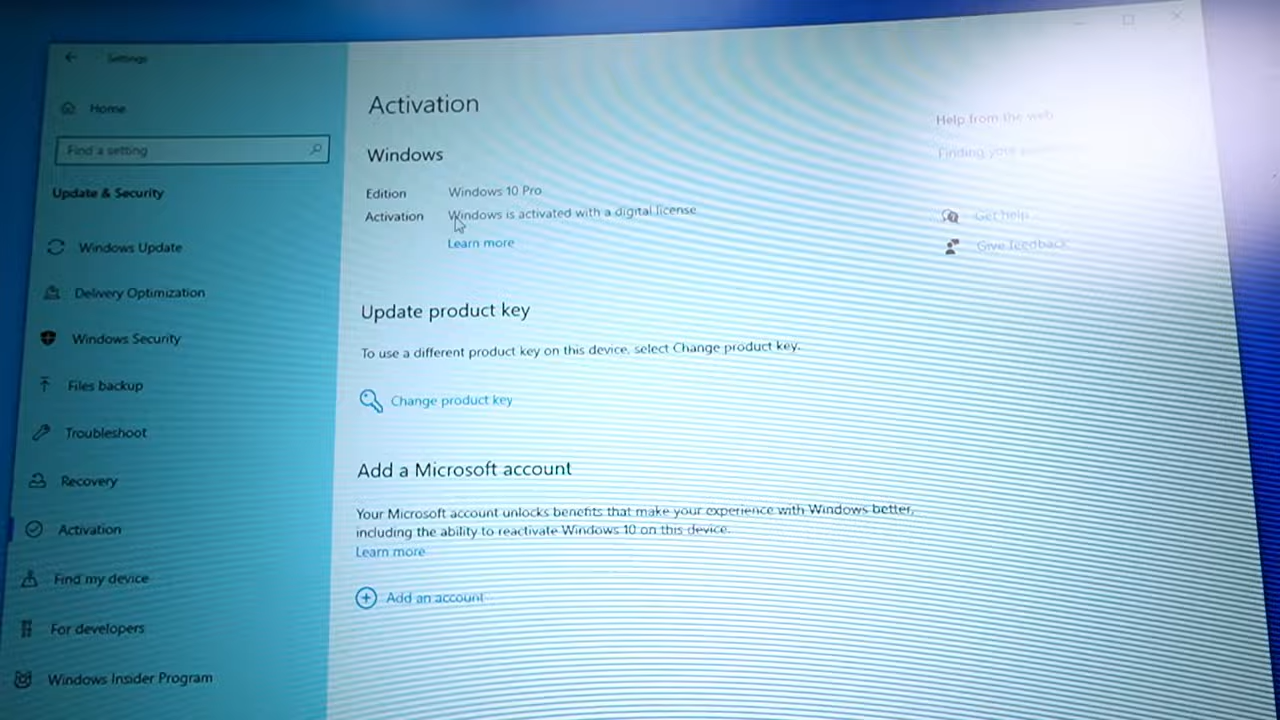 Settings
Home
Find a setting
Update & Security
Windows Update
Delivery Optimization
Windows Security
Files backup
Troubleshoot
Recovery
Activation
Find my device
For developers
Windows Insider Program
Activation
Windows
Edition Windows 10 Pro
Activation Windows is activated with a digital license
Learn more
Update product key
To use a different product key on this device, select Change product key.
Change product key
Add a Microsoft account
Your Microsoft account unlocks benefits that make your experience with Windows better,
including the ability to reactivate Windows 10 on this device.
Learn more
Add an account
Help from the web
Finding your
Get help
Give feedback